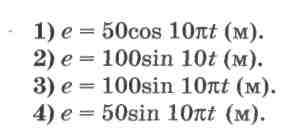 1) e = 50cos 10πt (м).
2) e = 100sin 10t (м).
3) e = 100sin 10πt (м).
4) e = 50sin 10πt (м).